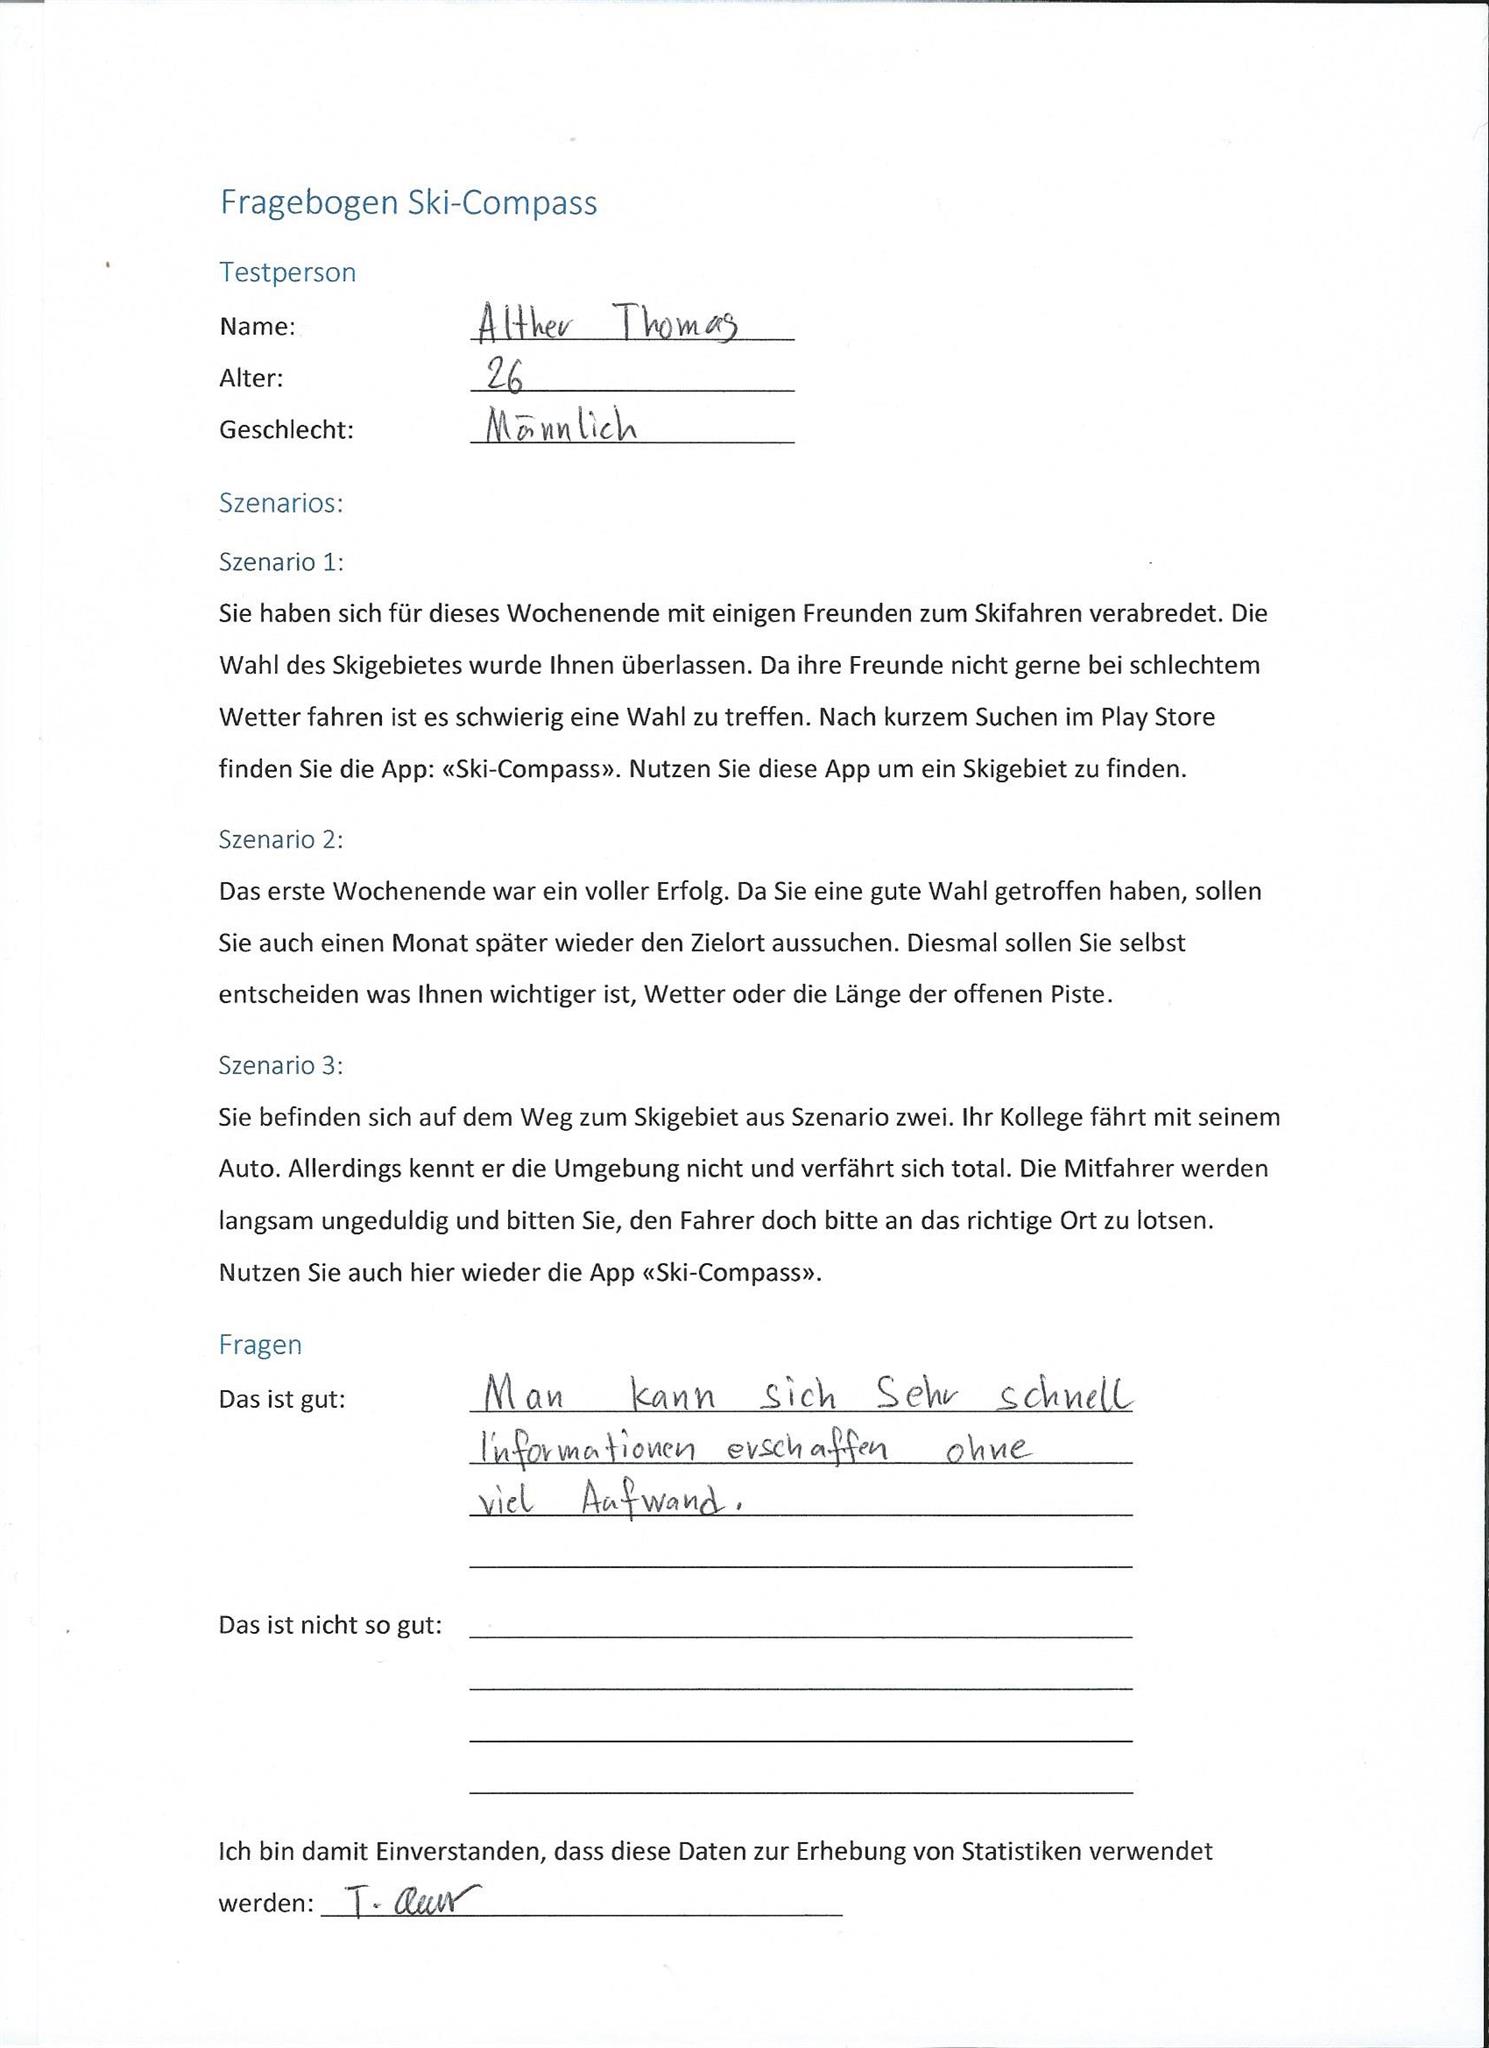 Fragebogen Ski-Compass
Testperson
Name: Alther Thomas
Alter: 26
Geschlecht: Männlich
Szenarios:
Szenario 1:
Sie haben sich für dieses Wochenende mit einigen Freunden zum Skifahren verabredet. Die
Wahl des Skigebietes wurde Ihnen überlassen. Da ihre Freunde nicht gerne bei schlechtem
Wetter fahren ist es schwierig eine Wahl zu treffen. Nach kurzem Suchen im Play Store
finden Sie die App: «Ski-Compass». Nutzen Sie diese App um ein Skigebiet zu finden.
Szenario 2:
Das erste Wochenende war ein voller Erfolg. Da Sie eine gute Wahl getroffen haben, sollen
Sie auch einen Monat später wieder den Zielort aussuchen. Diesmal sollen Sie selbst
entscheiden was Ihnen wichtiger ist, Wetter oder die Länge der offenen Piste.
Szenario 3:
Sie befinden sich auf dem Weg zum Skigebiet aus Szenario zwei. Ihr Kollege fährt mit seinem
Auto. Allerdings kennt er die Umgebung nicht und verfährt sich total. Die Mitfahrer werden
langsam ungeduldig und bitten Sie, den Fahrer doch bitte an das richtige Ort zu lotsen.
Nutzen Sie auch hier wieder die App «Ski-Compass».
Fragen
Das ist gut: Man kann sich Sehr schnell
Informationen erschaffen ohne
viel Aufwand.
Das ist nicht so gut:
Ich bin damit Einverstanden, dass diese Daten zur Erhebung von Statistiken verwendet
werden: T.